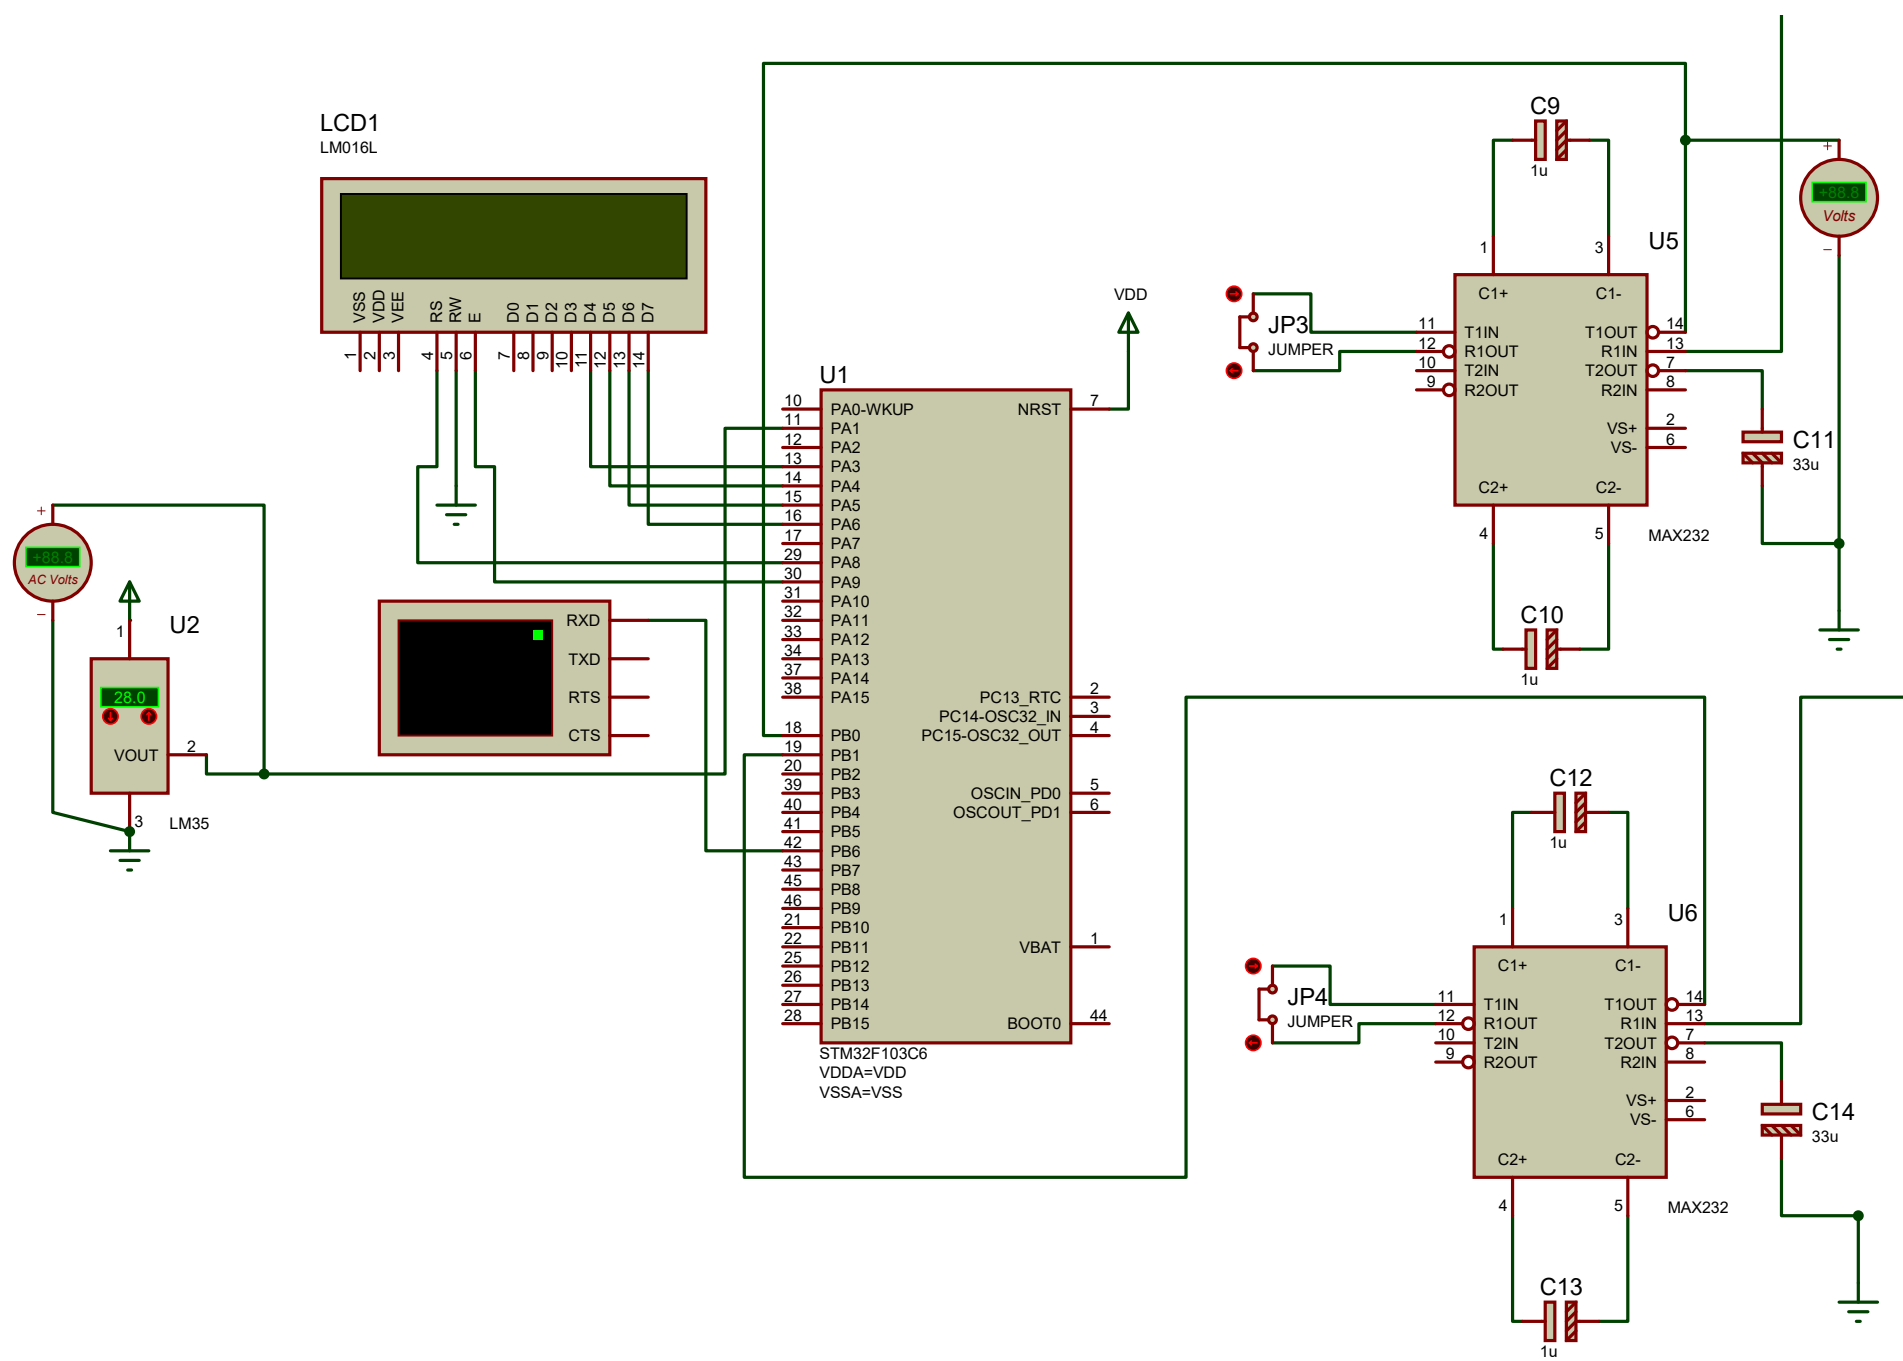 LCD1
LM016L
VSS
VDD
VEE
RS
RW
E
D0
D1
D2
D3
D4
D5
D6
D7
1
2
3
4
5
6
7
8
9
10
11
12
13
14
+
+88.8
AC Volts
−
U2
1
28.0
VOUT
2
3
LM35
RXD
TXD
RTS
CTS
U1
10 PA0-WKUP
11 PA1
12 PA2
13 PA3
14 PA4
15 PA5
16 PA6
17 PA7
29 PA8
30 PA9
31 PA10
32 PA11
33 PA12
34 PA13
37 PA14
38 PA15
18 PB0
19 PB1
20 PB2
39 PB3
40 PB4
41 PB5
42 PB6
43 PB7
45 PB8
46 PB9
21 PB10
22 PB11
25 PB12
26 PB13
27 PB14
28 PB15
NRST 7
PC13_RTC 2
PC14-OSC32_IN 3
PC15-OSC32_OUT 4
OSCIN_PD0 5
OSCOUT_PD1 6
VBAT 1
BOOT0 44
VDD
STM32F103C6
VDDA=VDD
VSSA=VSS
C9
1u
U5
1
3
C1+
C1-
JP3
JUMPER
11 T1IN
12 R1OUT
10 T2IN
9 R2OUT
T1OUT 14
R1IN 13
T2OUT 7
R2IN 8
VS+ 2
VS- 6
C2+
C2-
4
5
MAX232
C10
1u
+
+88.8
Volts
−
C11
33u
C12
1u
U6
1
3
C1+
C1-
JP4
JUMPER
11 T1IN
12 R1OUT
10 T2IN
9 R2OUT
T1OUT 14
R1IN 13
T2OUT 7
R2IN 8
VS+ 2
VS- 6
C2+
C2-
4
5
MAX232
C14
33u
C13
1u